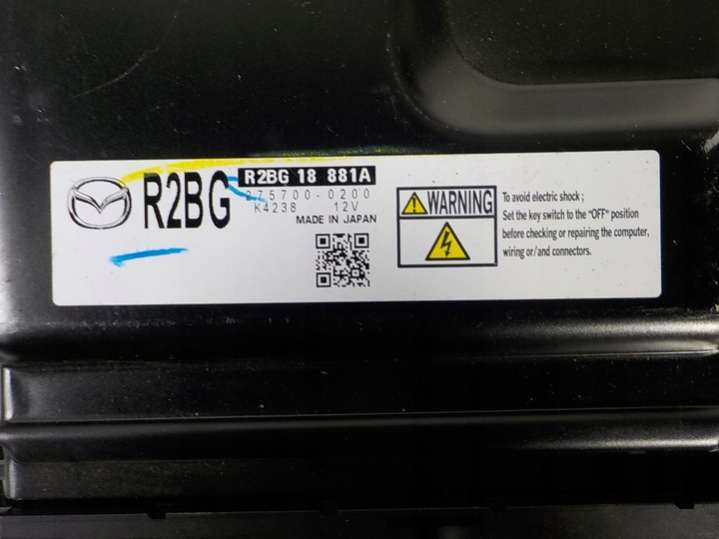 R2BG
R2BG 18 881A
275700-0200
K4238 12V
MADE IN JAPAN
WARNING
To avoid electric shock ;
Set the key switch to the "OFF" position
before checking or repairing the computer,
wiring or/and connectors.